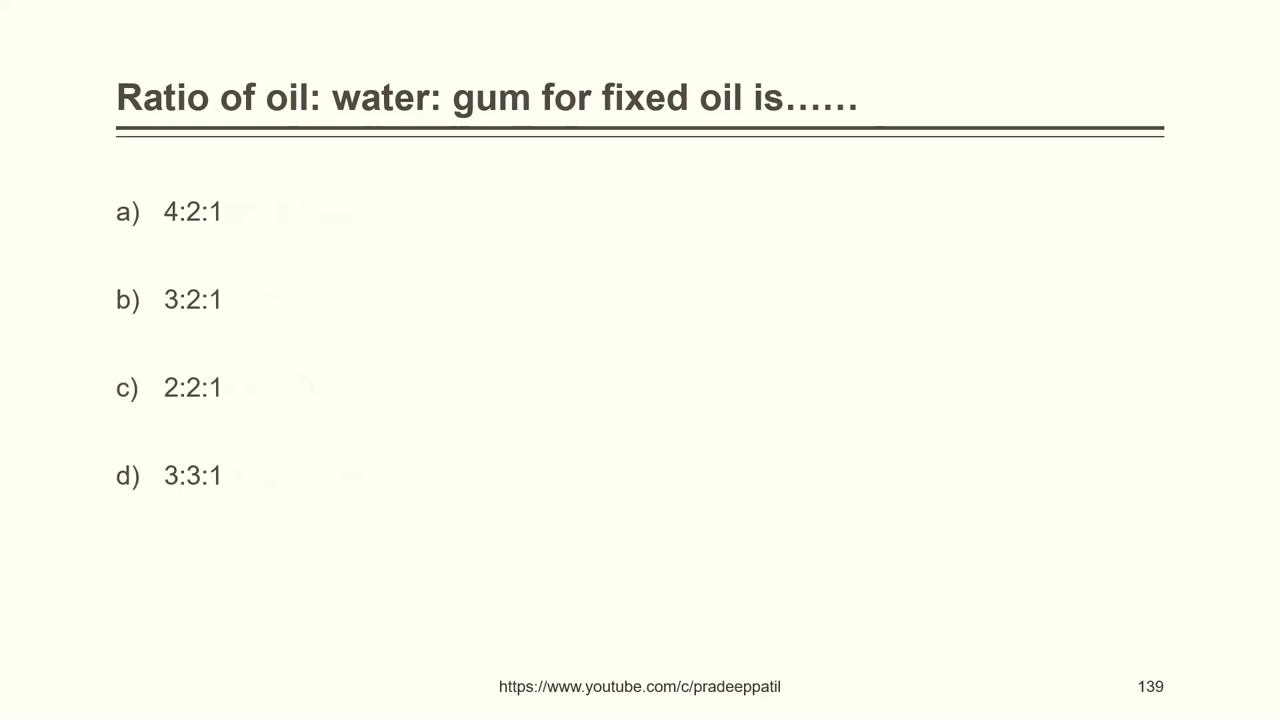 Ratio of oil: water: gum for fixed oil is......
a) 4:2:1
b) 3:2:1
c) 2:2:1
d) 3:3:1
https://www.youtube.com/c/pradeeppatil 139